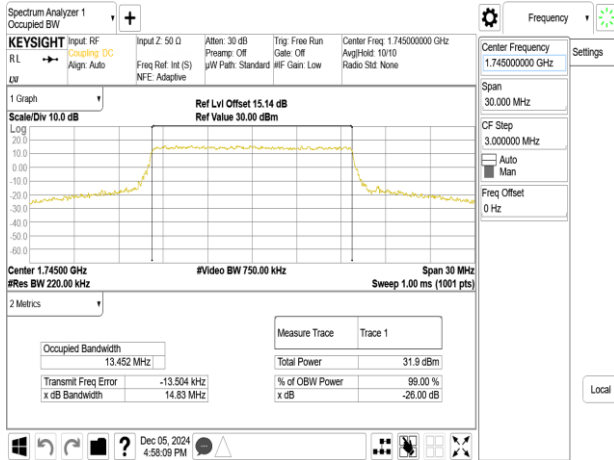 Spectrum Analyzer 1
Occupied BW
Frequency
KEYSIGHT
RL
LXI
Input: RF
Coupling: DC
Align: Auto
Input Z: 50 Ω
Freq Ref: Int (S)
NFE: Adaptive
Atten: 30 dB
Preamp: Off
µW Path: Standard
Trig: Free Run
Gate: Off
#IF Gain: Low
Center Freq: 1.745000000 GHz
Avg|Hold: 10/10
Radio Std: None
Center Frequency
1.745000000 GHz
Span
30.000 MHz
CF Step
3.000000 MHz
Auto
Man
Freq Offset
0 Hz
Settings
Local
1 Graph
Scale/Div 10.0 dB
Ref Lvl Offset 15.14 dB
Ref Value 30.00 dBm
Log
20.0
10.0
0.00
-10.0
-20.0
-30.0
-40.0
-50.0
-60.0
Center 1.74500 GHz
#Res BW 220.00 kHz
#Video BW 750.00 kHz
Span 30 MHz
Sweep 1.00 ms (1001 pts)
2 Metrics
Occupied Bandwidth
13.452 MHz
Transmit Freq Error -13.504 kHz
x dB Bandwidth 14.83 MHz
Measure Trace Trace 1
Total Power 31.9 dBm
% of OBW Power 99.00 %
x dB -26.00 dB
?
Dec 05, 2024
4:58:09 PM